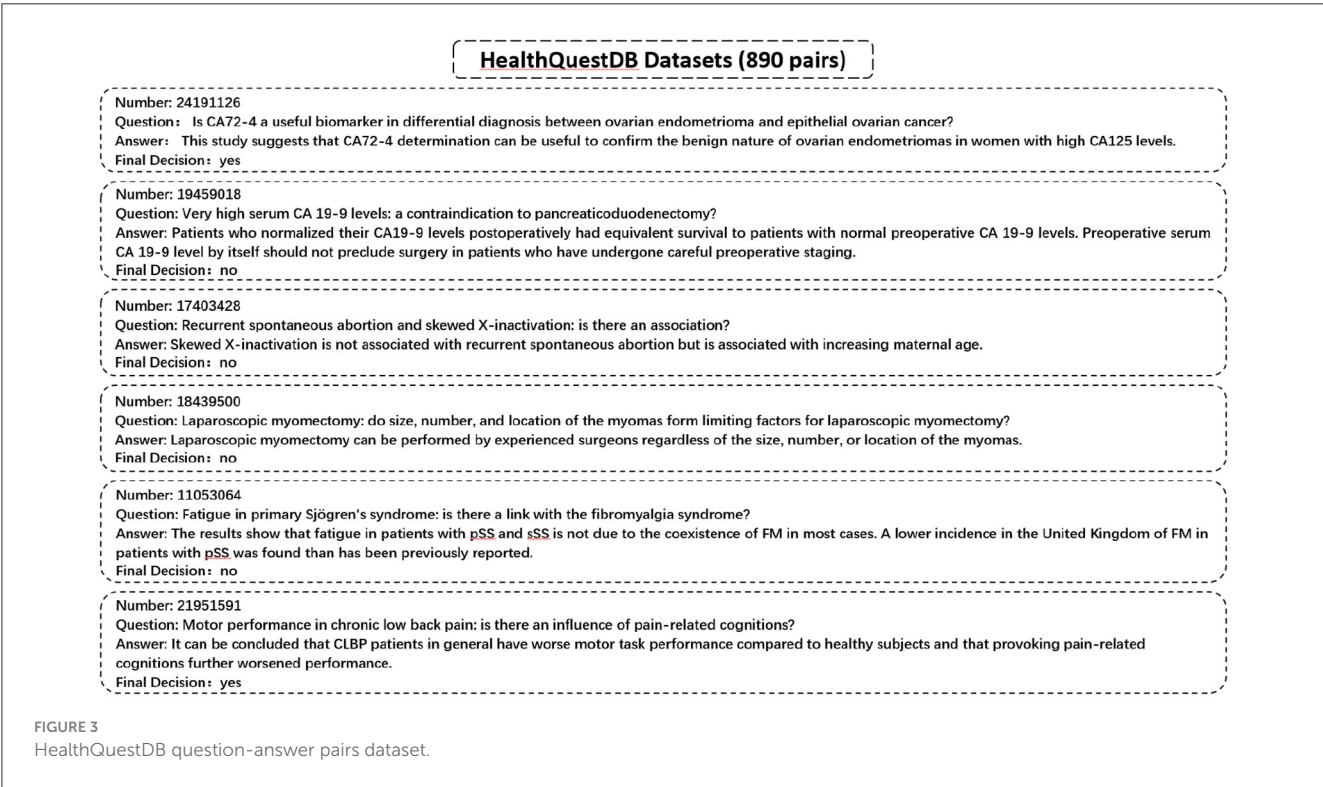 HealthQuestDB Datasets (890 pairs)
Number: 24191126
Question： Is CA72-4 a useful biomarker in differential diagnosis between ovarian endometrioma and epithelial ovarian cancer?
Answer： This study suggests that CA72-4 determination can be useful to confirm the benign nature of ovarian endometriomas in women with high CA125 levels.
Final Decision：yes
Number: 19459018
Question: Very high serum CA 19-9 levels: a contraindication to pancreaticoduodenectomy?
Answer: Patients who normalized their CA19-9 levels postoperatively had equivalent survival to patients with normal preoperative CA 19-9 levels. Preoperative serum
CA 19-9 level by itself should not preclude surgery in patients who have undergone careful preoperative staging.
Final Decision：no
Number: 17403428
Question: Recurrent spontaneous abortion and skewed X-inactivation: is there an association?
Answer: Skewed X-inactivation is not associated with recurrent spontaneous abortion but is associated with increasing maternal age.
Final Decision：no
Number: 18439500
Question: Laparoscopic myomectomy: do size, number, and location of the myomas form limiting factors for laparoscopic myomectomy?
Answer: Laparoscopic myomectomy can be performed by experienced surgeons regardless of the size, number, or location of the myomas.
Final Decision：no
Number: 11053064
Question: Fatigue in primary Sjögren's syndrome: is there a link with the fibromyalgia syndrome?
Answer: The results show that fatigue in patients with pSS and sSS is not due to the coexistence of FM in most cases. A lower incidence in the United Kingdom of FM in
patients with pSS was found than has been previously reported.
Final Decision：no
Number: 21951591
Question: Motor performance in chronic low back pain: is there an influence of pain-related cognitions?
Answer: It can be concluded that CLBP patients in general have worse motor task performance compared to healthy subjects and that provoking pain-related
cognitions further worsened performance.
Final Decision：yes
FIGURE 3
HealthQuestDB question-answer pairs dataset.